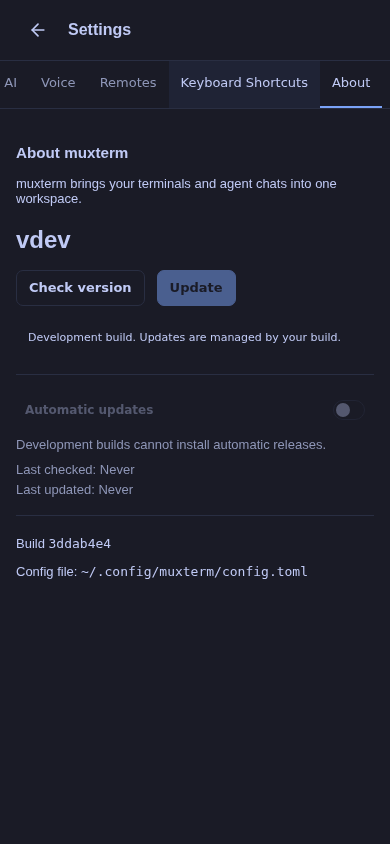 Settings
AI Voice Remotes Keyboard Shortcuts About
About muxterm
muxterm brings your terminals and agent chats into one
workspace.
vdev
Check version Update
Development build. Updates are managed by your build.
Automatic updates
Development builds cannot install automatic releases.
Last checked: Never
Last updated: Never
Build 3ddab4e4
Config file: ~/.config/muxterm/config.toml